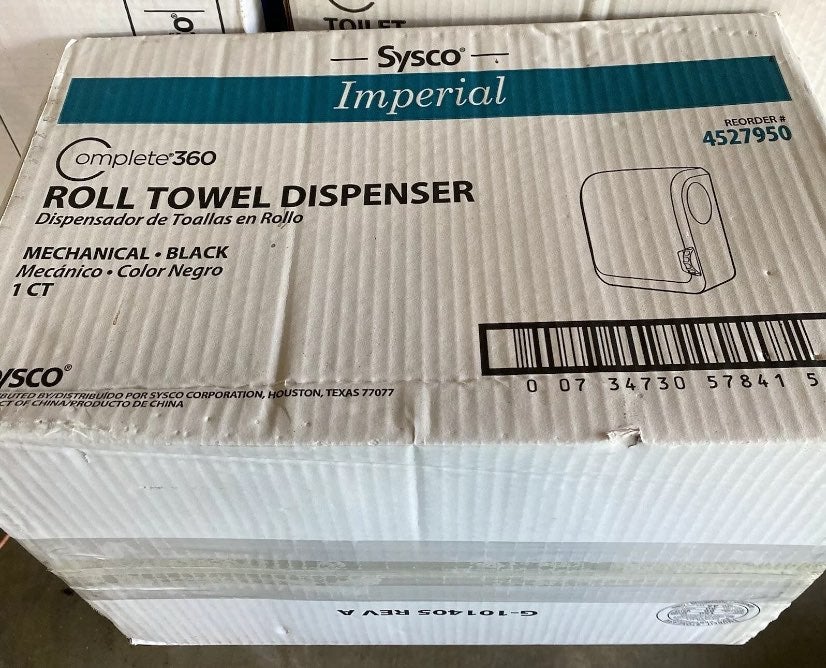 TOILET
Sysco®
Imperial
REORDER #
4527950
Complete®360
ROLL TOWEL DISPENSER
Dispensador de Toallas en Rollo
MECHANICAL • BLACK
Mecánico • Color Negro
1 CT
YSCO®
BUTED BY/DISTRIBUIDO POR SYSCO CORPORATION, HOUSTON, TEXAS 77077
CT OF CHINA/PRODUCTO DE CHINA
0 07 34730 57841 5
G-101405 REV A